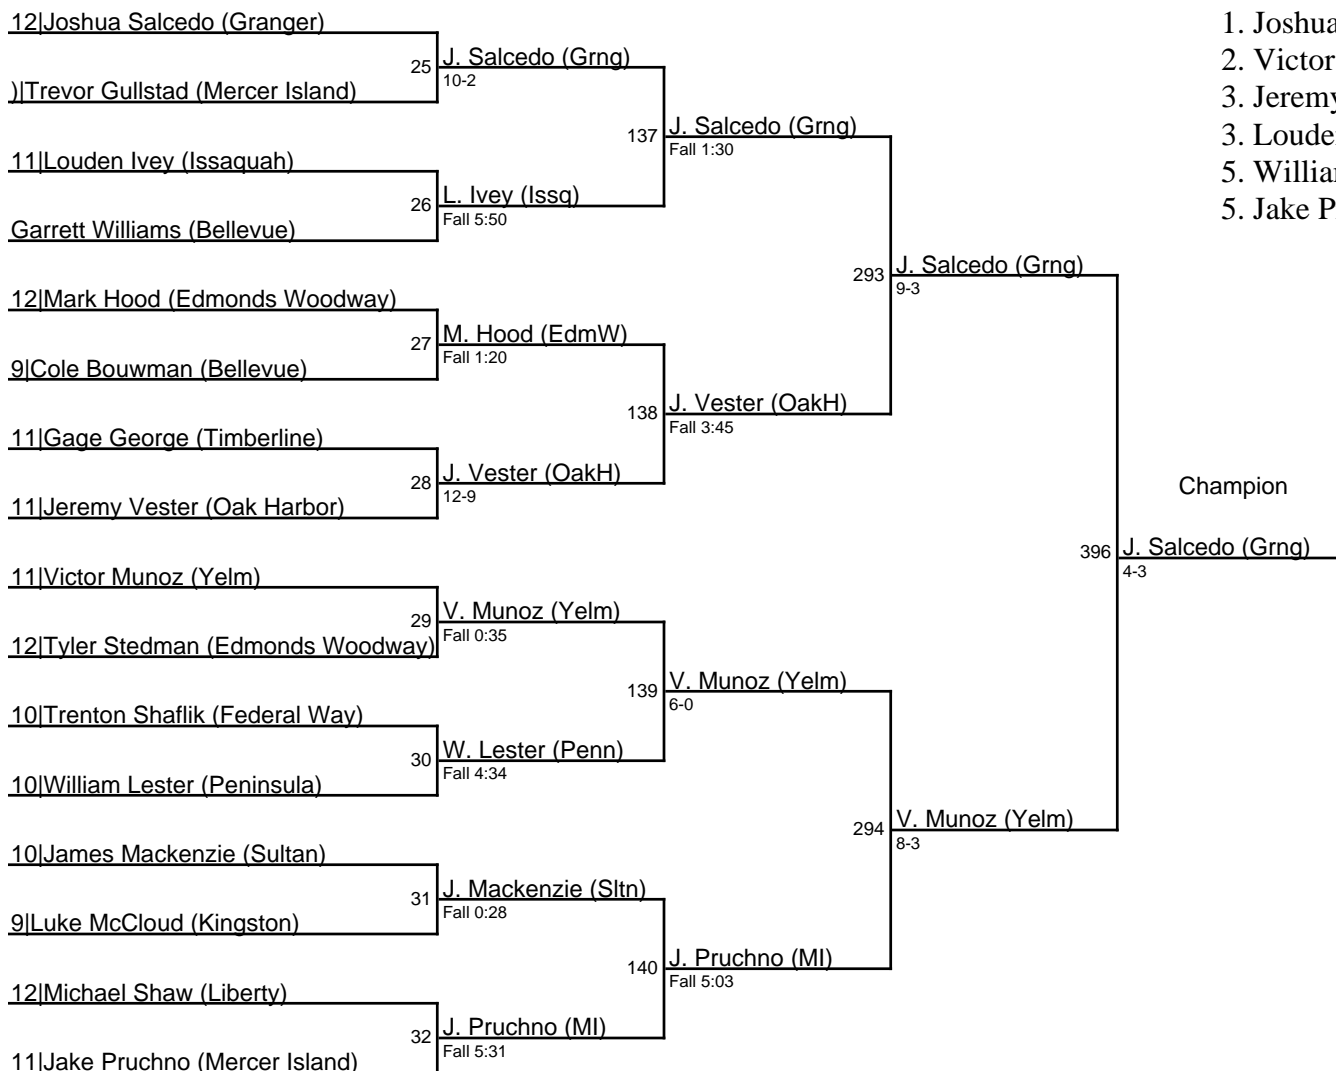 12|Joshua Salcedo (Granger)
25
J. Salcedo (Grng)
10-2
)|Trevor Gullstad (Mercer Island)
137
J. Salcedo (Grng)
Fall 1:30
11|Louden Ivey (Issaquah)
26
L. Ivey (Issq)
Fall 5:50
Garrett Williams (Bellevue)
293
J. Salcedo (Grng)
9-3
12|Mark Hood (Edmonds Woodway)
27
M. Hood (EdmW)
Fall 1:20
9|Cole Bouwman (Bellevue)
138
J. Vester (OakH)
Fall 3:45
11|Gage George (Timberline)
28
J. Vester (OakH)
12-9
11|Jeremy Vester (Oak Harbor)
Champion
396
J. Salcedo (Grng)
4-3
11|Victor Munoz (Yelm)
29
V. Munoz (Yelm)
Fall 0:35
12|Tyler Stedman (Edmonds Woodway)
139
V. Munoz (Yelm)
6-0
10|Trenton Shaflik (Federal Way)
30
W. Lester (Penn)
Fall 4:34
10|William Lester (Peninsula)
294
V. Munoz (Yelm)
8-3
10|James Mackenzie (Sultan)
31
J. Mackenzie (Sltn)
Fall 0:28
9|Luke McCloud (Kingston)
140
J. Pruchno (MI)
Fall 5:03
12|Michael Shaw (Liberty)
32
J. Pruchno (MI)
Fall 5:31
11|Jake Pruchno (Mercer Island)
1. Joshua
2. Victor
3. Jeremy
3. Loude
5. Willia
5. Jake P